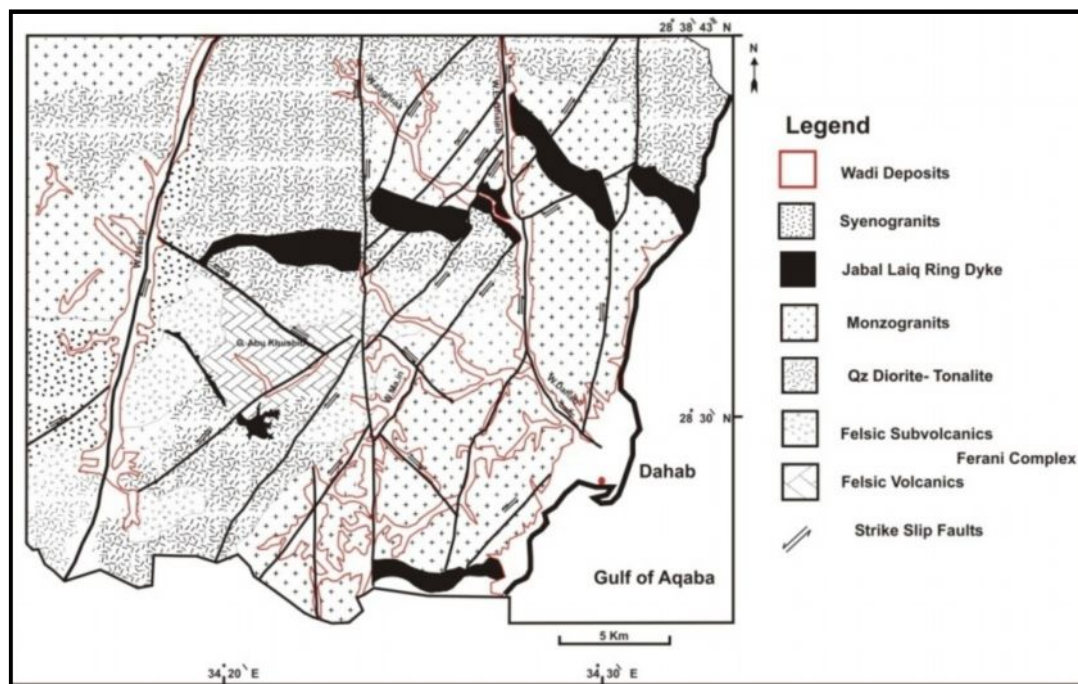 28° 38' 43" N
N
Legend
Wadi Deposits
Syenogranits
Jabal Laiq Ring Dyke
Monzogranits
Qz Diorite- Tonalite
Felsic Subvolcanics
Ferani Complex
Felsic Volcanics
Strike Slip Faults
G. Abu Khushib
28° 30' N
Dahab
Gulf of Aqaba
5 Km
34° 20' E
34° 30' E